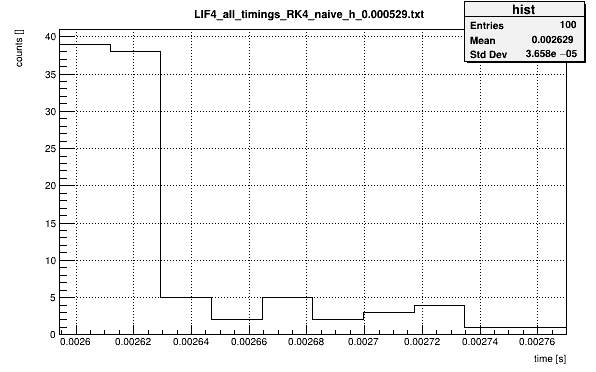 LIF4_all_timings_RK4_naive_h_0.000529.txt
hist
Entries 100
Mean 0.002629
Std Dev 3.658e −05
counts []
40
35
30
25
20
15
10
5
0
0.0026 0.00262 0.00264 0.00266 0.00268 0.0027 0.00272 0.00274 0.00276
time [s]